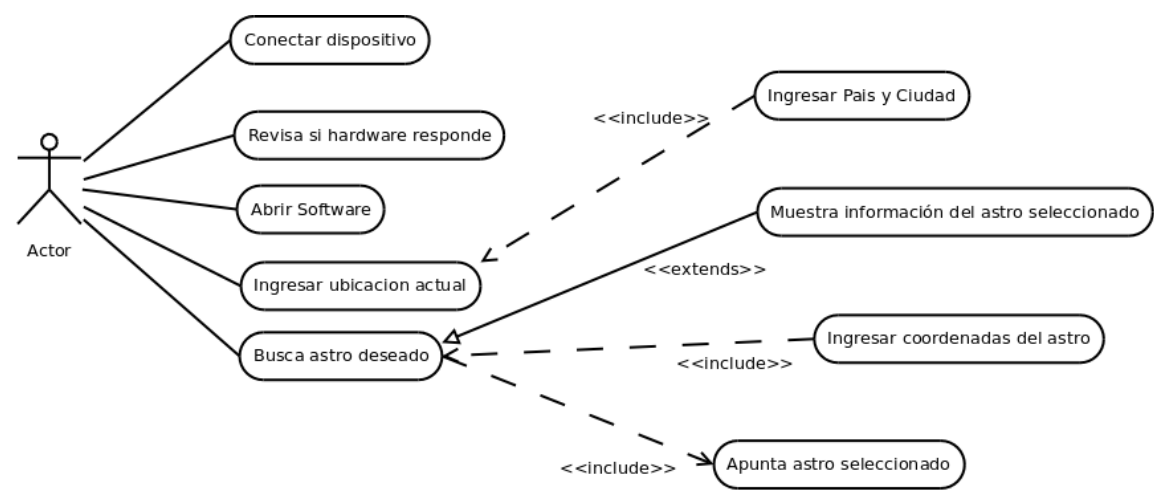 Conectar dispositivo
Ingresar Pais y Ciudad
<<include>>
Revisa si hardware responde
Abrir Software
Muestra información del astro seleccionado
Actor
<<extends>>
Ingresar ubicacion actual
Ingresar coordenadas del astro
Busca astro deseado
<<include>>
Apunta astro seleccionado
<<include>>